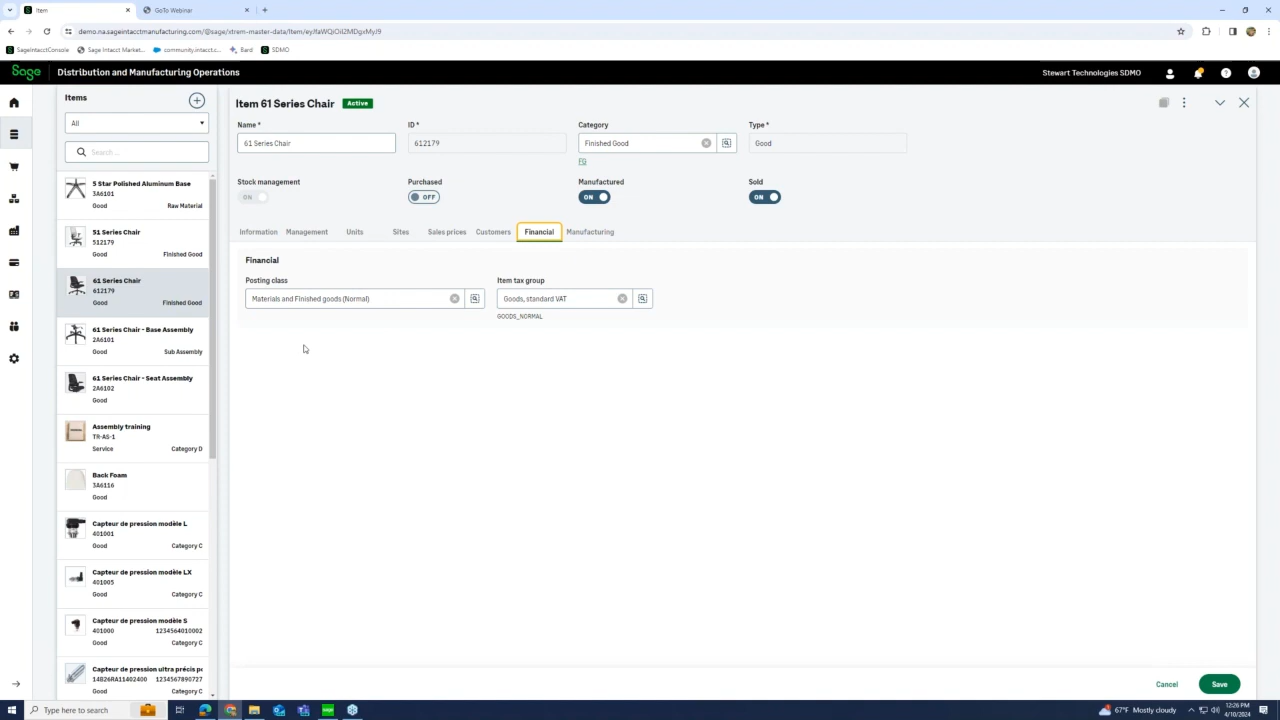 Item
GoTo Webinar
demo.na.sageintacctmanufacturing.com/@sage/xtrem-master-data/Item/eyJfaWQiOiI2MDgxMyJ9
SageIntacctConsole
Sage Intacct Market...
community.intacct.c...
Bard
SDMO
Sage
Distribution and Manufacturing Operations
Stewart Technologies SDMO
Items
All
Search...
5 Star Polished Aluminum Base
3A6101
Good Raw Material
51 Series Chair
512179
Good Finished Good
61 Series Chair
612179
Good Finished Good
61 Series Chair - Base Assembly
2A6101
Good Sub Assembly
61 Series Chair - Seat Assembly
2A6102
Good
Assembly training
TR-AS-1
Service Category D
Back Foam
3A6116
Good
Capteur de pression modèle L
401001
Good Category C
Capteur de pression modèle LX
401005
Good Category C
Capteur de pression modèle S
401000 1234564010002
Good Category C
Capteur de pression ultra précis po
14826RA11402400 1234567890727
Good Category C
Item 61 Series Chair Active
Name * ID * Category Type *
61 Series Chair 612179 Finished Good Good
FG
Stock management Purchased Manufactured Sold
ON OFF ON ON
Information Management Units Sites Sales prices Customers Financial Manufacturing
Financial
Posting class Item tax group
Materials and Finished goods (Normal) Goods, standard VAT
GOODS_NORMAL
Cancel Save
Type here to search
67°F Mostly cloudy
12:26 PM
4/10/2024